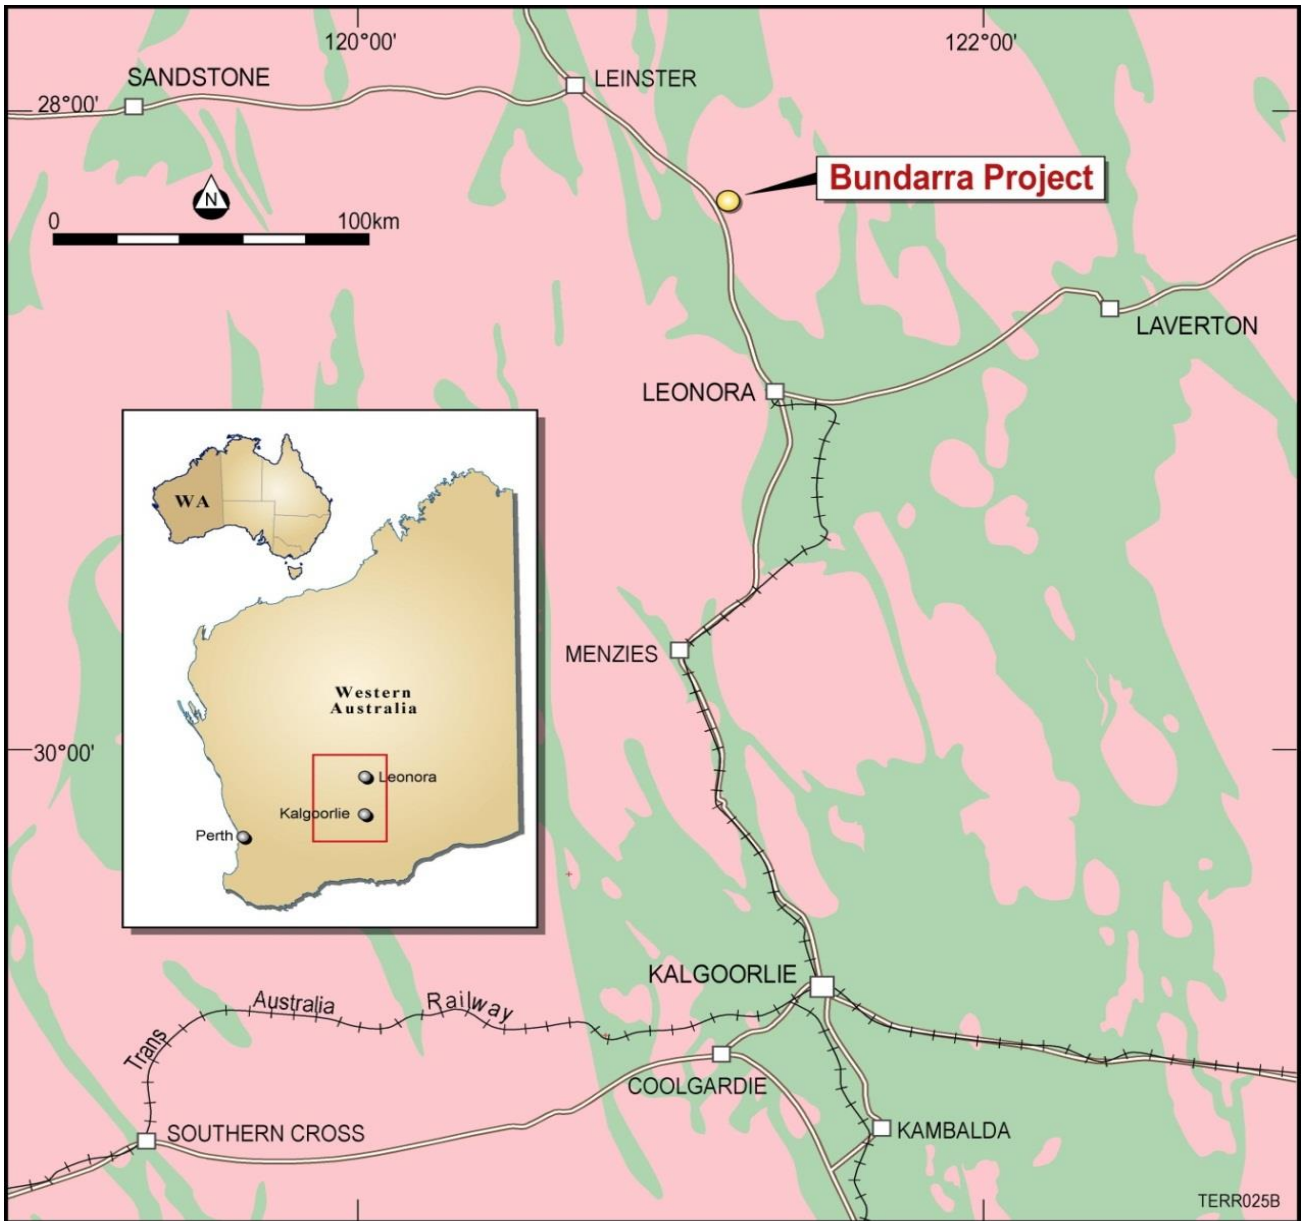 120°00'
122°00'
SANDSTONE
LEINSTER
28°00'
Bundarra Project
N
0
100km
LAVERTON
LEONORA
WA
MENZIES
Western
Australia
30°00'
Leonora
Kalgoorlie
Perth
KALGOORLIE
Trans Australia Railway
COOLGARDIE
SOUTHERN CROSS
KAMBALDA
TERR025B